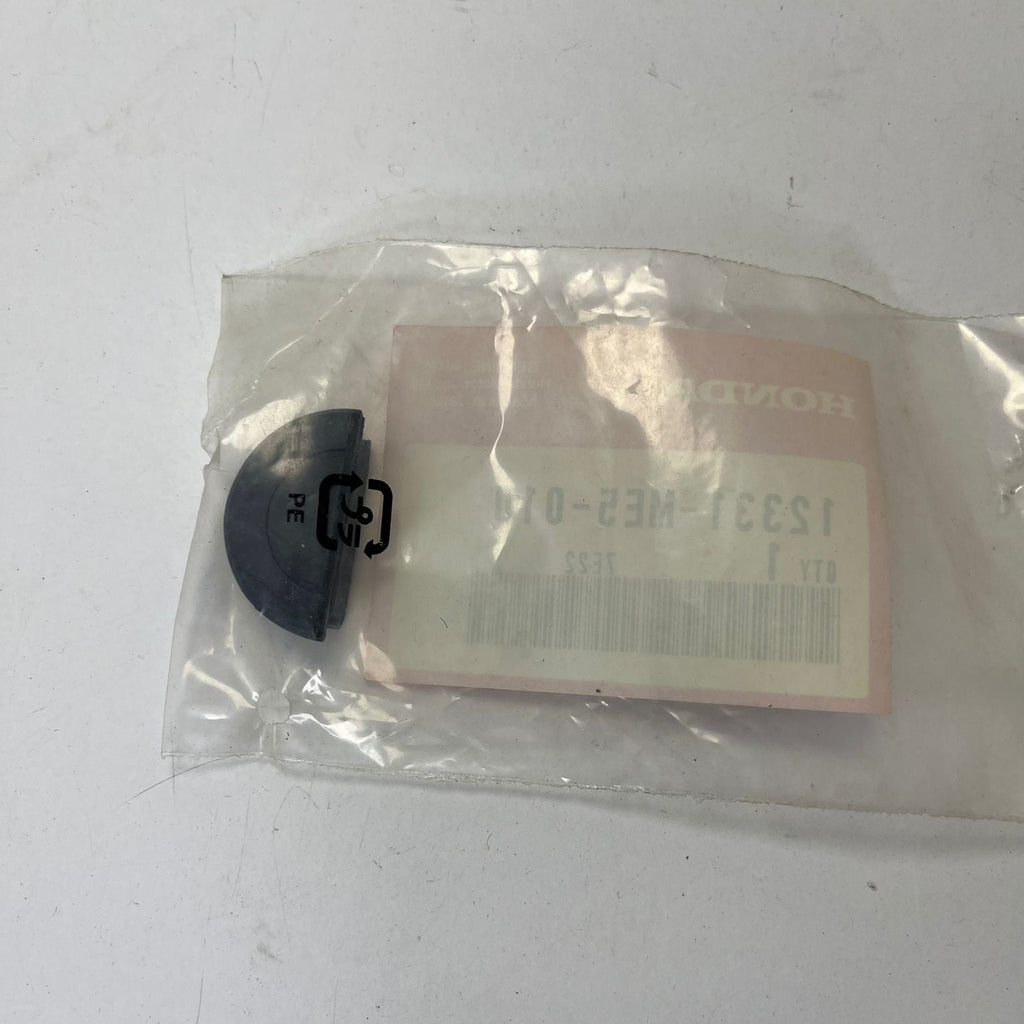 HONDA
12331-ME5-010
QTY 1 7E22
プラ
PE